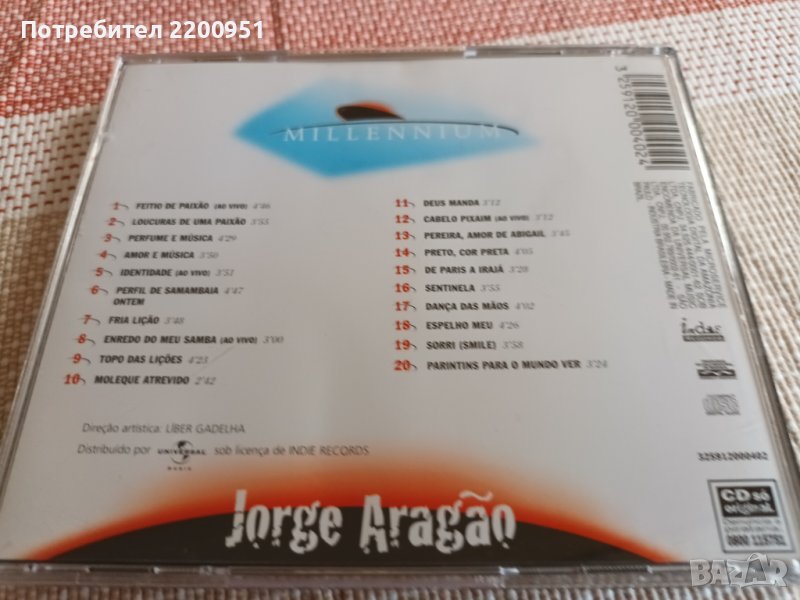 Потребител 2200951
MILLENNIUM
3 259120 004024
1 FEITIO DE PAIXÃO (AO VIVO) 4'46
2 LOUCURAS DE UMA PAIXÃO 3'55
3 PERFUME E MÚSICA 4'29
4 AMOR E MÚSICA 3'50
5 IDENTIDADE (AO VIVO) 3'51
6 PERFIL DE SAMAMBAIA 4'47
ONTEM
7 FRIA LIÇÃO 3'48
8 ENREDO DO MEU SAMBA (AO VIVO) 3'00
9 TOPO DAS LIÇÕES 4'23
10 MOLEQUE ATREVIDO 2'42
11 DEUS MANDA 3'12
12 CABELO PIXAIM (AO VIVO) 3'12
13 PEREIRA, AMOR DE ABIGAIL 3'45
14 PRETO, COR PRETA 4'05
15 DE PARIS A IRAJÁ 3'28
16 SENTINELA 3'55
17 DANÇA DAS MÃOS 4'02
18 ESPELHO MEU 4'26
19 SORRI (SMILE) 3'58
20 PARINTINS PARA O MUNDO VER 3'24
Direção artística: LÍBER GADELHA
Distribuído por UNIVERSAL MUSIC sob licença de INDIE RECORDS
Jorge Aragão
325912000402
CD só
original
0800
BAZAR